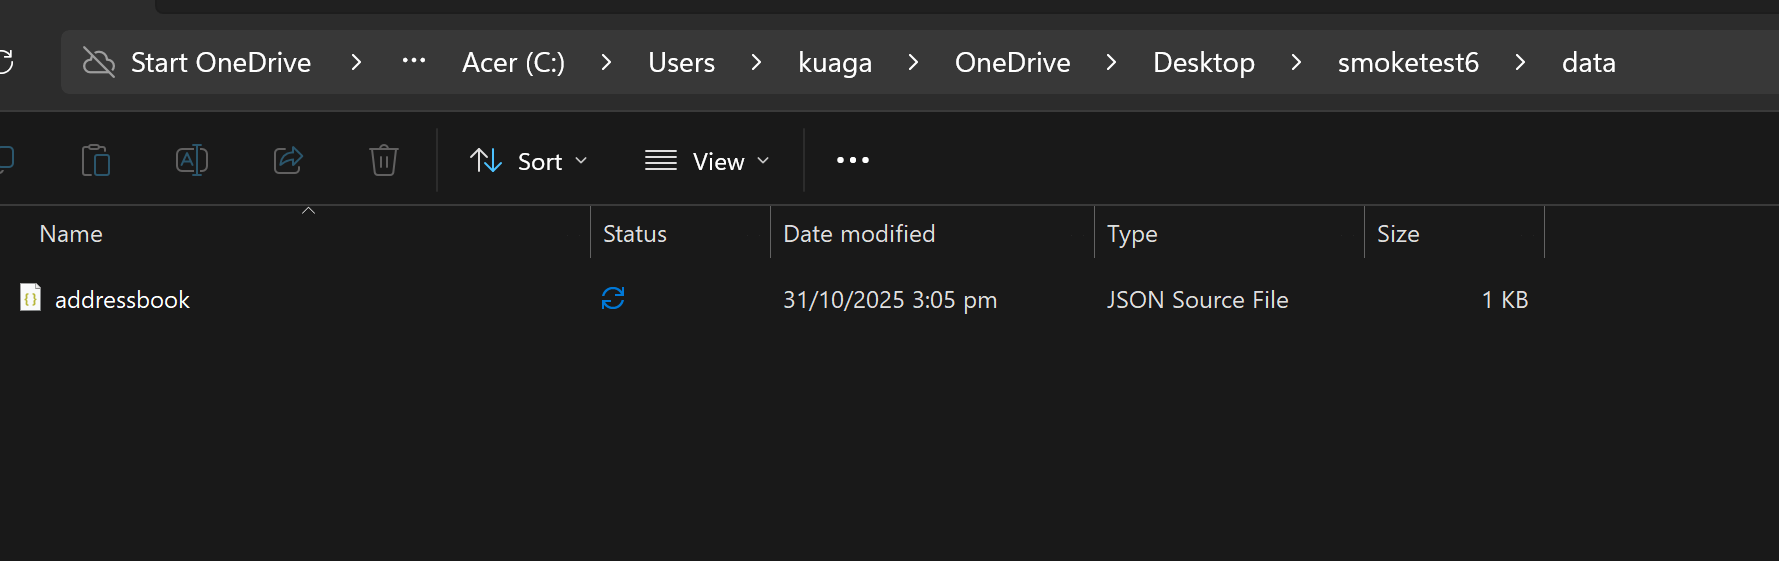 Start OneDrive > ... Acer (C:) > Users > kuaga > OneDrive > Desktop > smoketest6 > data
Sort View
Name Status Date modified Type Size
addressbook 31/10/2025 3:05 pm JSON Source File 1 KB